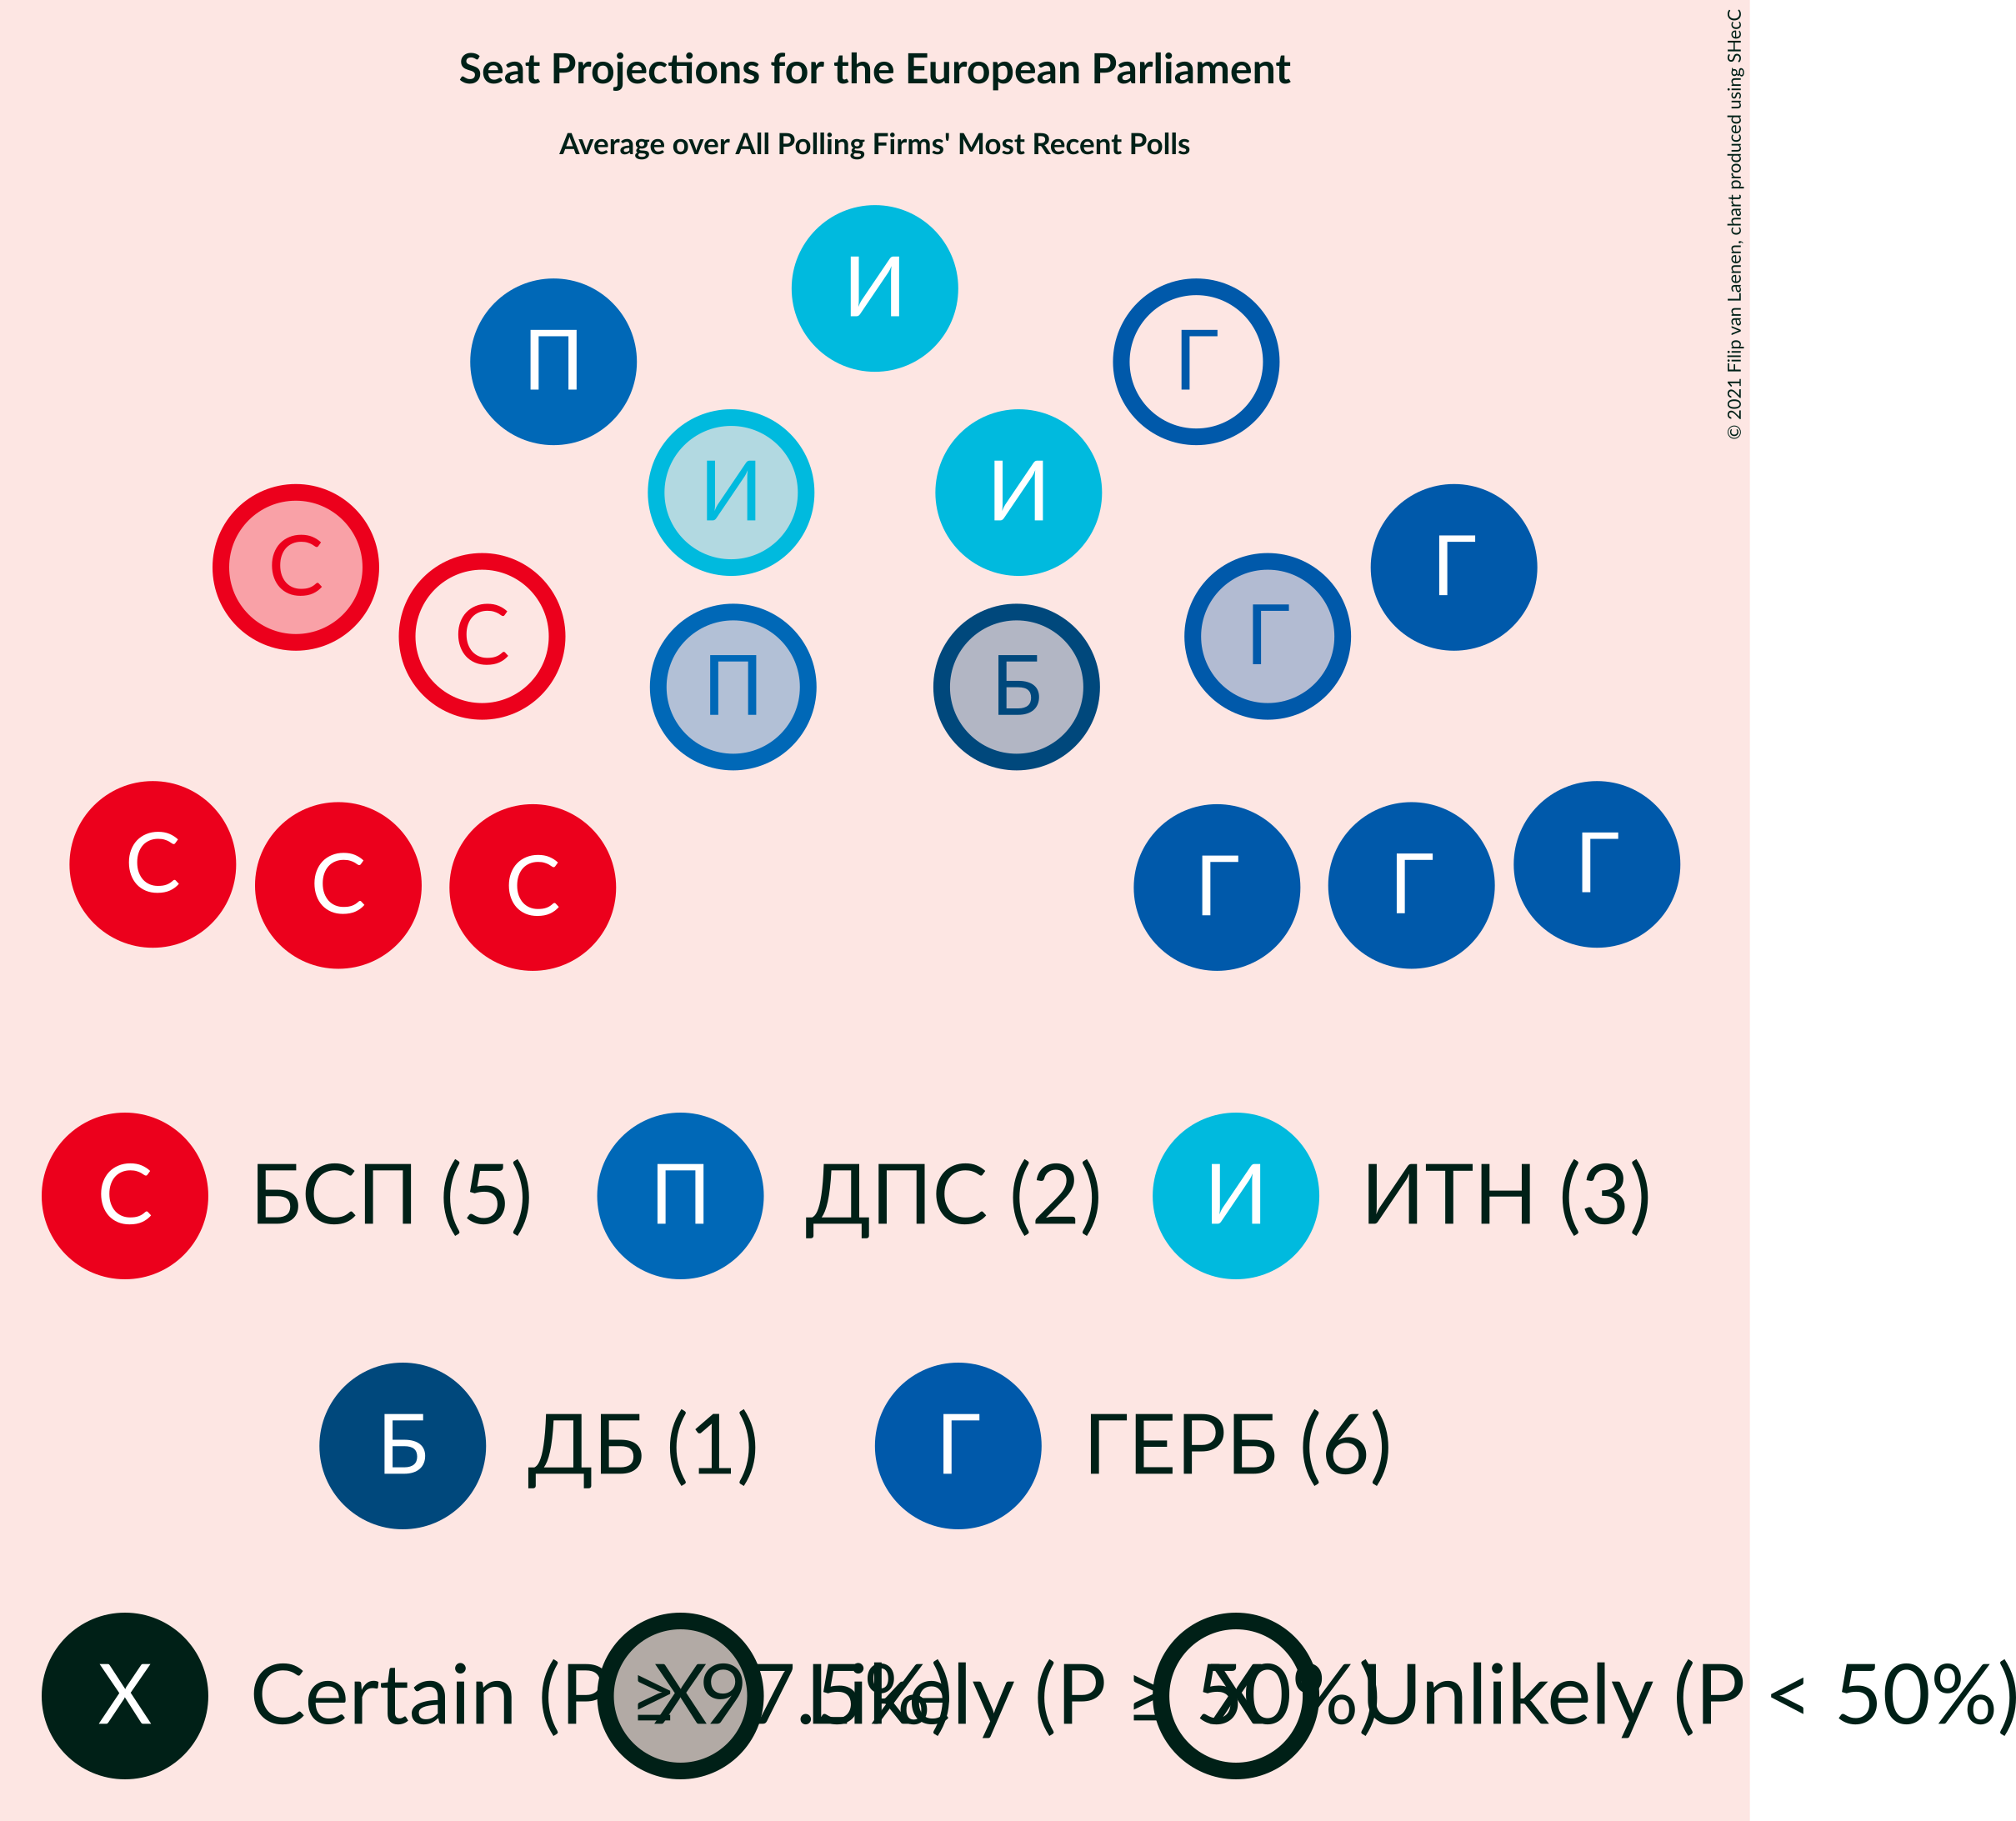 Seat Projections for the European Parliament
Average over All Polling Firms' Most Recent Polls
© 2021 Filip van Laenen, chart produced using SHecC
И
П Г
И И
С Г
С Г
П Б
С Г
С Г
С Г
С БСП (5) П ДПС (2) И ИТН (3)
Б ДБ (1) Г ГЕРБ (6)
X Certain (P ≥ 97.5%) X Likely (P ≥ 50%) X Unlikely (P < 50%)